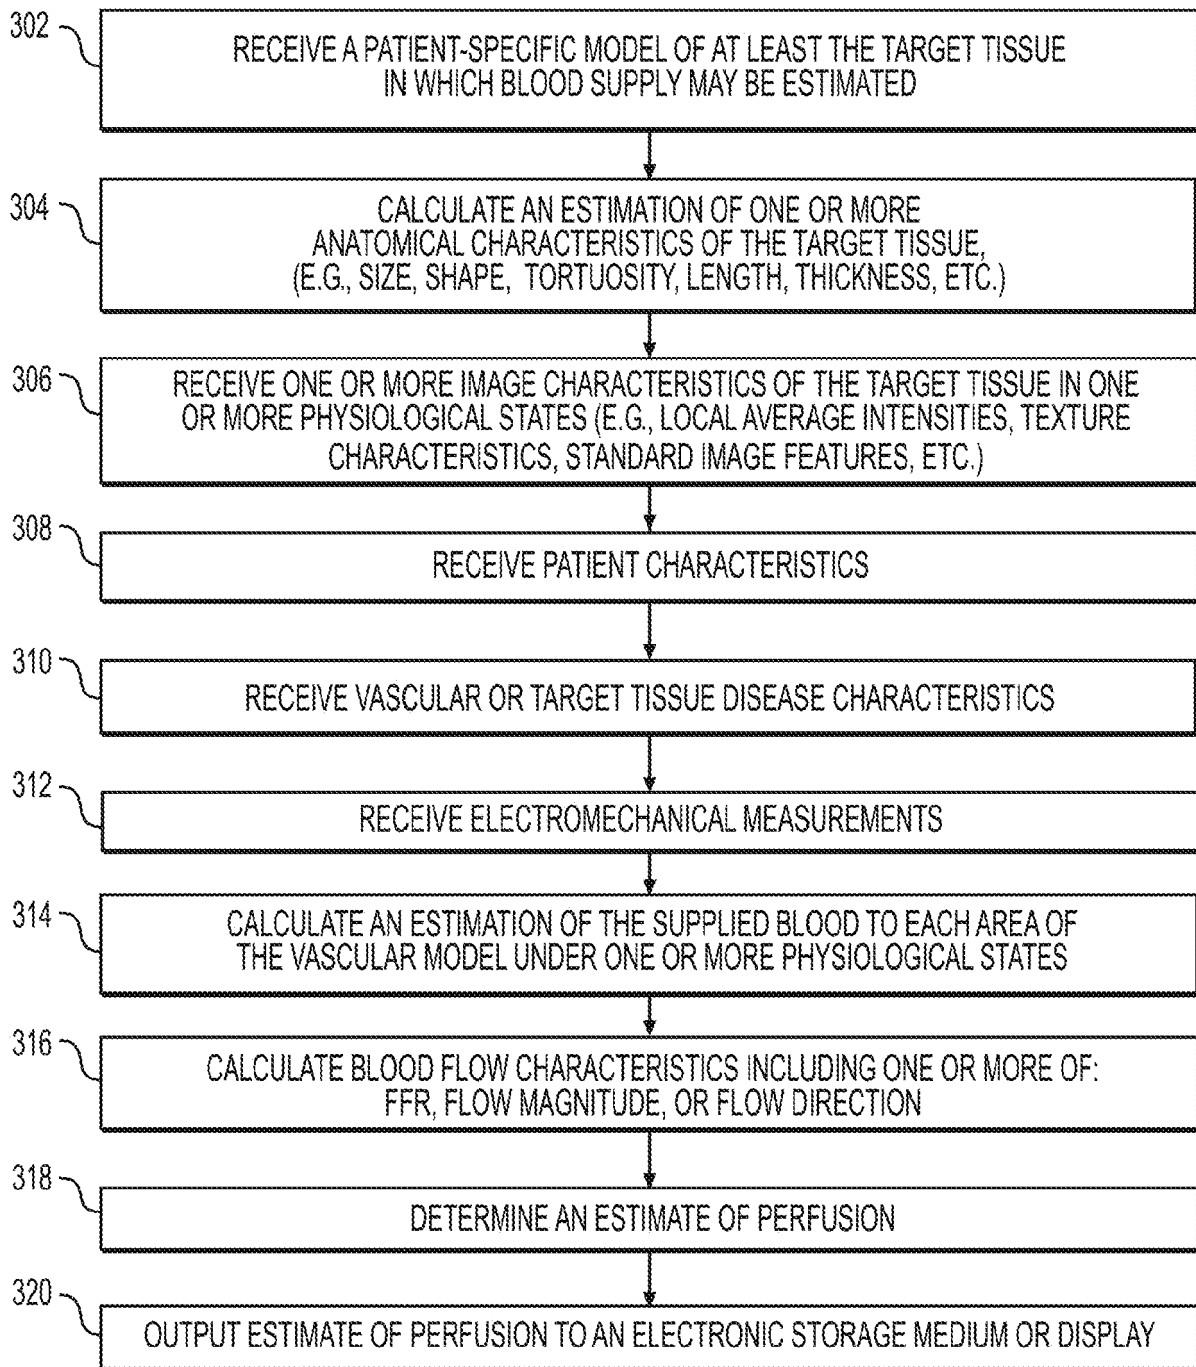 302
RECEIVE A PATIENT-SPECIFIC MODEL OF AT LEAST THE TARGET TISSUE
IN WHICH BLOOD SUPPLY MAY BE ESTIMATED
304
CALCULATE AN ESTIMATION OF ONE OR MORE
ANATOMICAL CHARACTERISTICS OF THE TARGET TISSUE,
(E.G., SIZE, SHAPE, TORTUOSITY, LENGTH, THICKNESS, ETC.)
306
RECEIVE ONE OR MORE IMAGE CHARACTERISTICS OF THE TARGET TISSUE IN ONE
OR MORE PHYSIOLOGICAL STATES (E.G., LOCAL AVERAGE INTENSITIES, TEXTURE
CHARACTERISTICS, STANDARD IMAGE FEATURES, ETC.)
308
RECEIVE PATIENT CHARACTERISTICS
310
RECEIVE VASCULAR OR TARGET TISSUE DISEASE CHARACTERISTICS
312
RECEIVE ELECTROMECHANICAL MEASUREMENTS
314
CALCULATE AN ESTIMATION OF THE SUPPLIED BLOOD TO EACH AREA OF
THE VASCULAR MODEL UNDER ONE OR MORE PHYSIOLOGICAL STATES
316
CALCULATE BLOOD FLOW CHARACTERISTICS INCLUDING ONE OR MORE OF:
FFR, FLOW MAGNITUDE, OR FLOW DIRECTION
318
DETERMINE AN ESTIMATE OF PERFUSION
320
OUTPUT ESTIMATE OF PERFUSION TO AN ELECTRONIC STORAGE MEDIUM OR DISPLAY